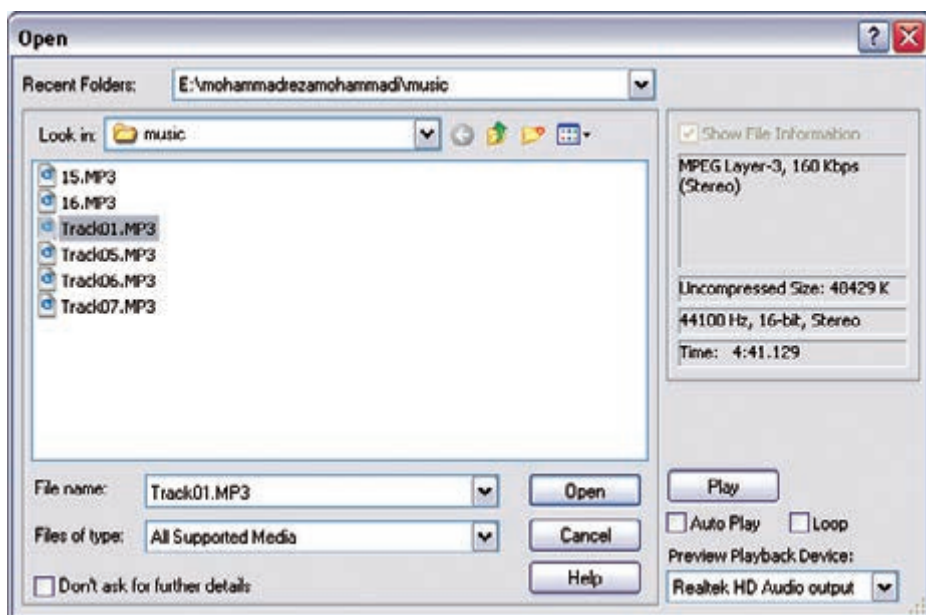 Open
Recent Folders: E:\mohammadrezamohammadi\music
Look in: music
15.MP3
16.MP3
Track01.MP3
Track05.MP3
Track06.MP3
Track07.MP3
File name: Track01.MP3
Open
Files of type: All Supported Media
Cancel
Don't ask for further details
Help
Show File Information
MPEG Layer-3, 160 Kbps
(Stereo)
Uncompressed Size: 48429 K
44100 Hz, 16-bit, Stereo
Time: 4:41.129
Play
Auto Play Loop
Preview Playback Device:
Realtek HD Audio output